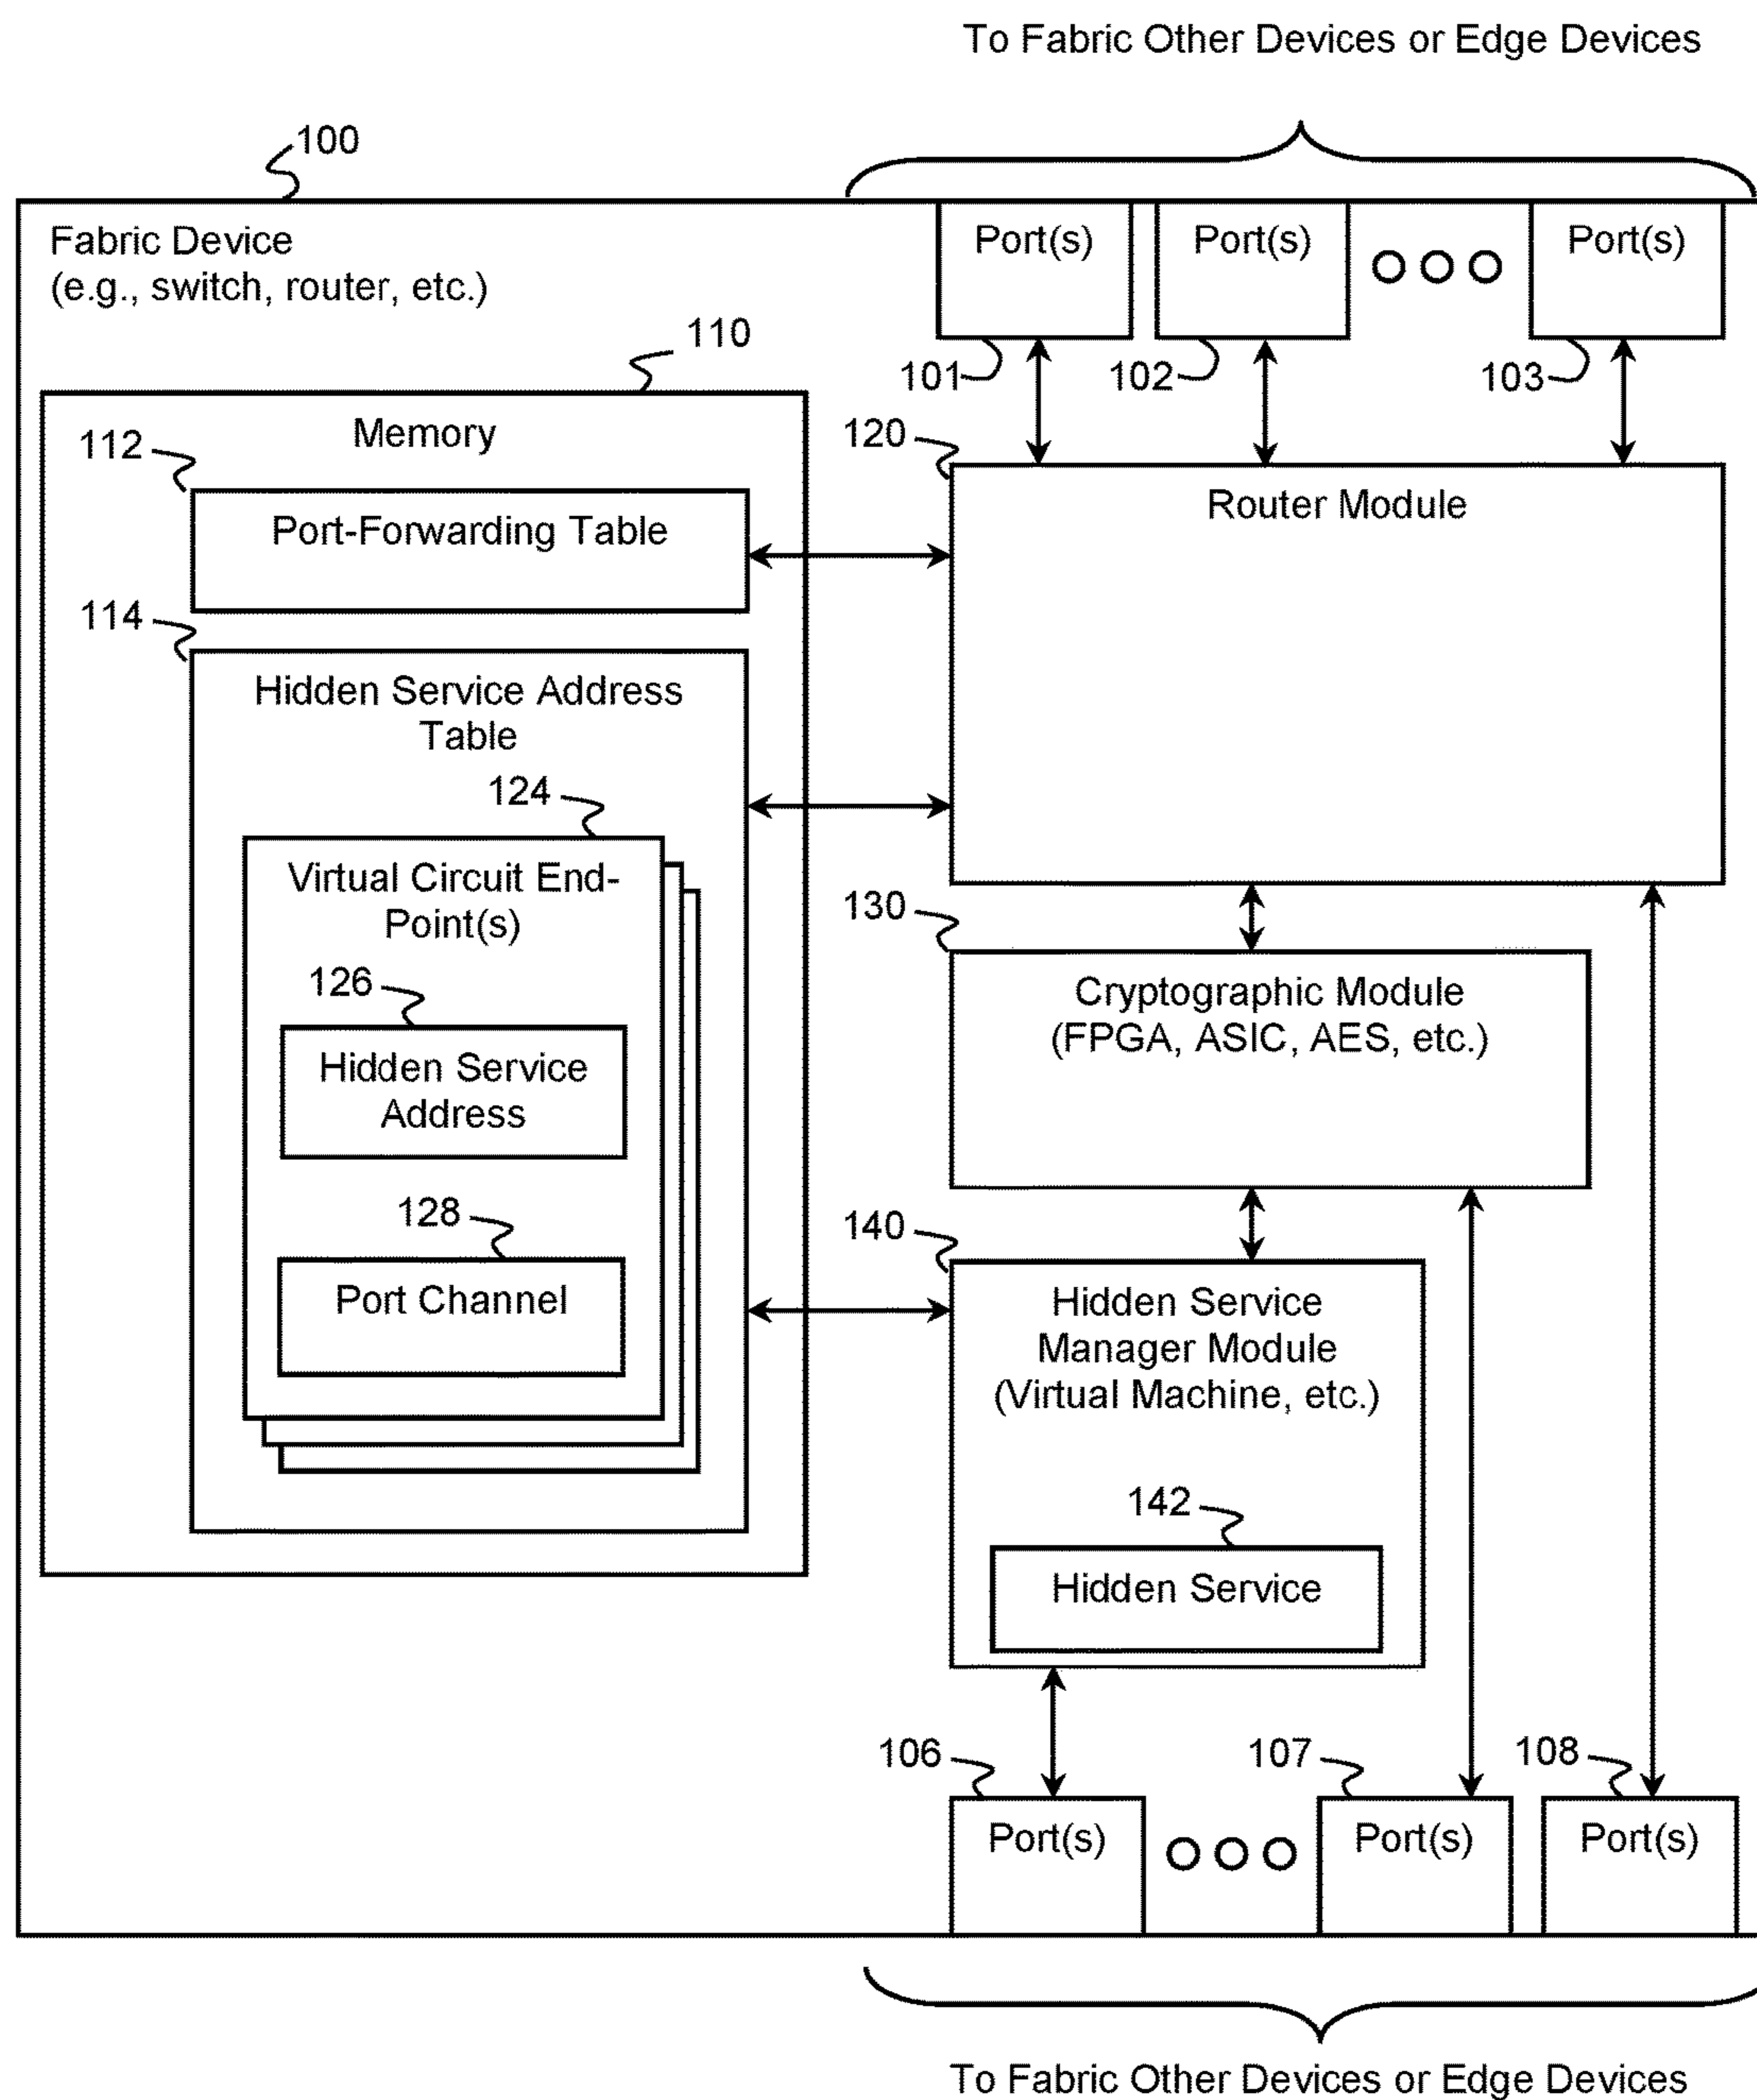 To Fabric Other Devices or Edge Devices
100
Fabric Device
(e.g., switch, router, etc.)
Port(s)
Port(s)
Port(s)
101
102
103
110
Memory
112
Port-Forwarding Table
120
Router Module
114
Hidden Service Address
Table
124
Virtual Circuit End-
Point(s)
126
Hidden Service
Address
128
Port Channel
130
Cryptographic Module
(FPGA, ASIC, AES, etc.)
140
Hidden Service
Manager Module
(Virtual Machine, etc.)
142
Hidden Service
106
107
108
Port(s)
Port(s)
Port(s)
To Fabric Other Devices or Edge Devices